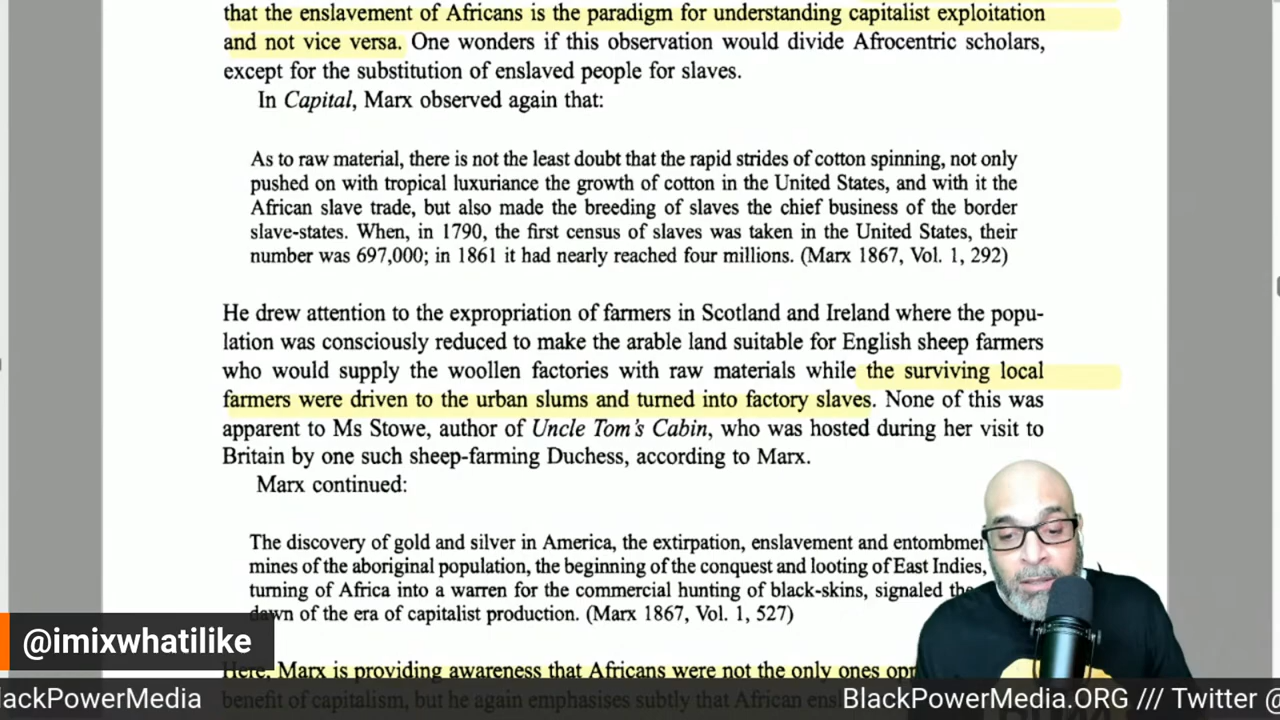 that the enslavement of Africans is the paradigm for understanding capitalist exploitation
and not vice versa. One wonders if this observation would divide Afrocentric scholars,
except for the substitution of enslaved people for slaves.
In Capital, Marx observed again that:
As to raw material, there is not the least doubt that the rapid strides of cotton spinning, not only
pushed on with tropical luxuriance the growth of cotton in the United States, and with it the
African slave trade, but also made the breeding of slaves the chief business of the border
slave-states. When, in 1790, the first census of slaves was taken in the United States, their
number was 697,000; in 1861 it had nearly reached four millions. (Marx 1867, Vol. 1, 292)
He drew attention to the expropriation of farmers in Scotland and Ireland where the popu-
lation was consciously reduced to make the arable land suitable for English sheep farmers
who would supply the woollen factories with raw materials while the surviving local
farmers were driven to the urban slums and turned into factory slaves. None of this was
apparent to Ms Stowe, author of Uncle Tom's Cabin, who was hosted during her visit to
Britain by one such sheep-farming Duchess, according to Marx.
Marx continued:
The discovery of gold and silver in America, the extirpation, enslavement and
mines of the aboriginal population, the beginning of the conquest and looting of East Indies,
turning of Africa into a warren for the commercial hunting of black-skins, signaled
dawn of the era of capitalist production. (Marx 1867, Vol. 1, 527)
Here, Marx is providing awareness that Africans were not the only ones
benefit of capitalism, but he again emphasises subtly that African
@imixwhatilike
lackPowerMedia
BlackPowerMedia.ORG /// Twitter @